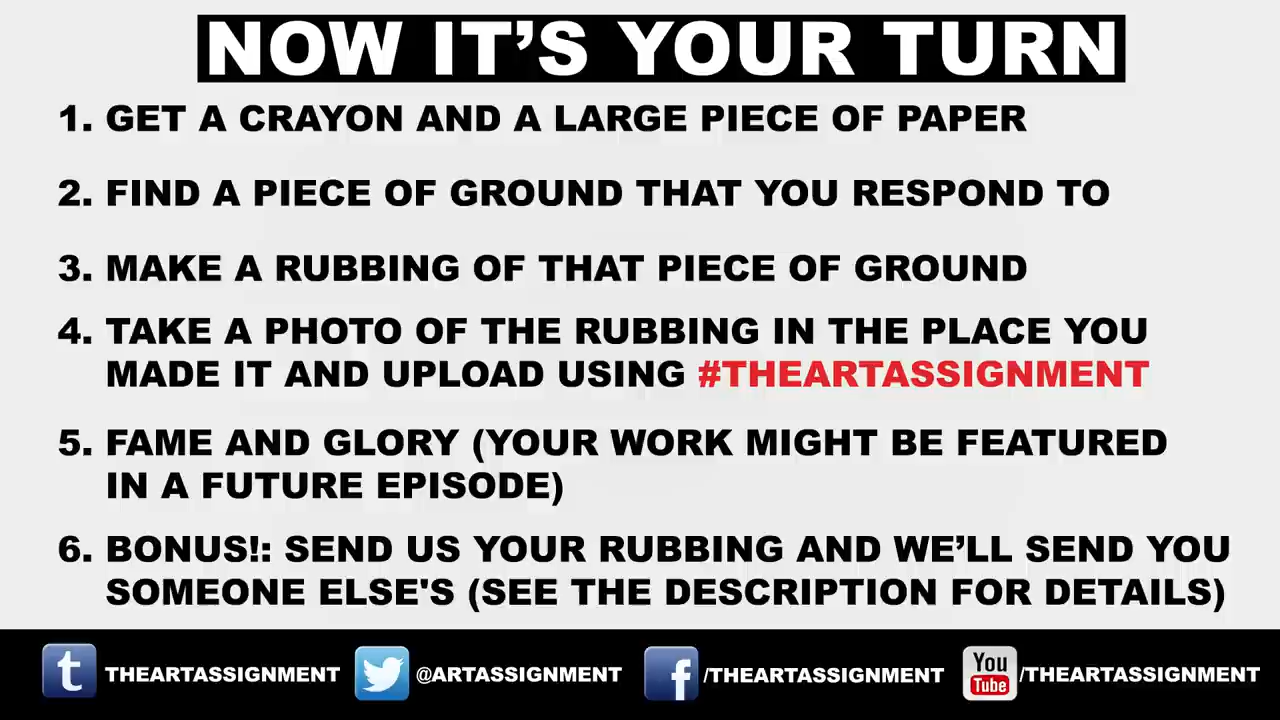 NOW IT'S YOUR TURN
1. GET A CRAYON AND A LARGE PIECE OF PAPER
2. FIND A PIECE OF GROUND THAT YOU RESPOND TO
3. MAKE A RUBBING OF THAT PIECE OF GROUND
4. TAKE A PHOTO OF THE RUBBING IN THE PLACE YOU
MADE IT AND UPLOAD USING #THEARTASSIGNMENT
5. FAME AND GLORY (YOUR WORK MIGHT BE FEATURED
IN A FUTURE EPISODE)
6. BONUS!: SEND US YOUR RUBBING AND WE'LL SEND YOU
SOMEONE ELSE'S (SEE THE DESCRIPTION FOR DETAILS)
t THEARTASSIGNMENT @ARTASSIGNMENT f /THEARTASSIGNMENT You Tube /THEARTASSIGNMENT